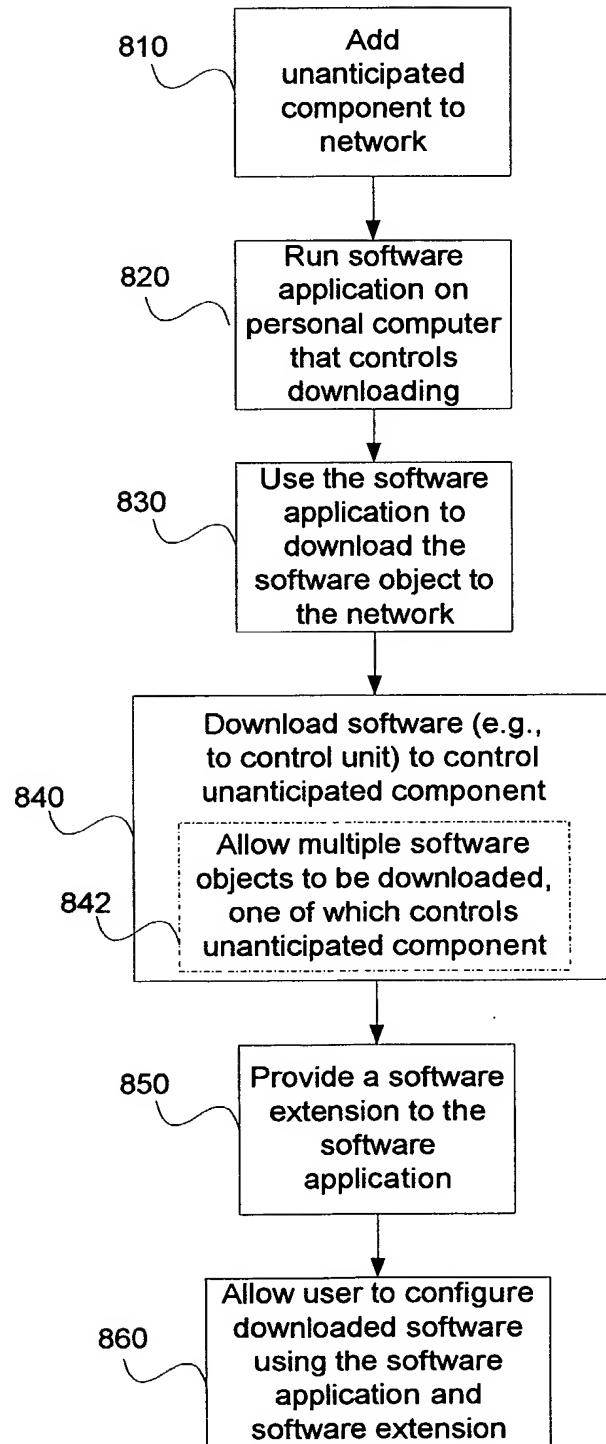 810
Add
unanticipated
component to
network
820
Run software
application on
personal computer
that controls
downloading
830
Use the software
application to
download the
software object to
the network
840
Download software (e.g.,
to control unit) to control
unanticipated component
842
Allow multiple software
objects to be downloaded,
one of which controls
unanticipated component
850
Provide a software
extension to the
software
application
860
Allow user to configure
downloaded software
using the software
application and
software extension